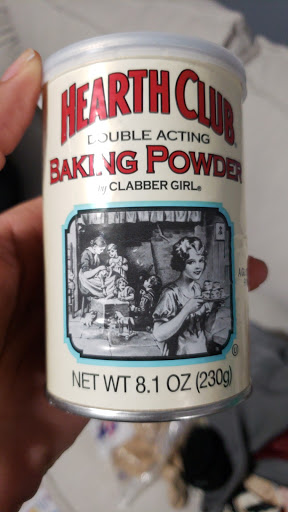 HEARTH CLUB®
DOUBLE ACTING
BAKING POWDER
by CLABBER GIRL®
NET WT 8.1 OZ (230g)